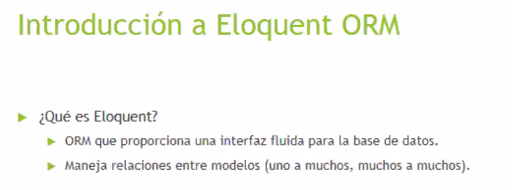 Introducción a Eloquent ORM
¿Qué es Eloquent?
ORM que proporciona una interfaz fluida para la base de datos.
Maneja relaciones entre modelos (uno a muchos, muchos a muchos).